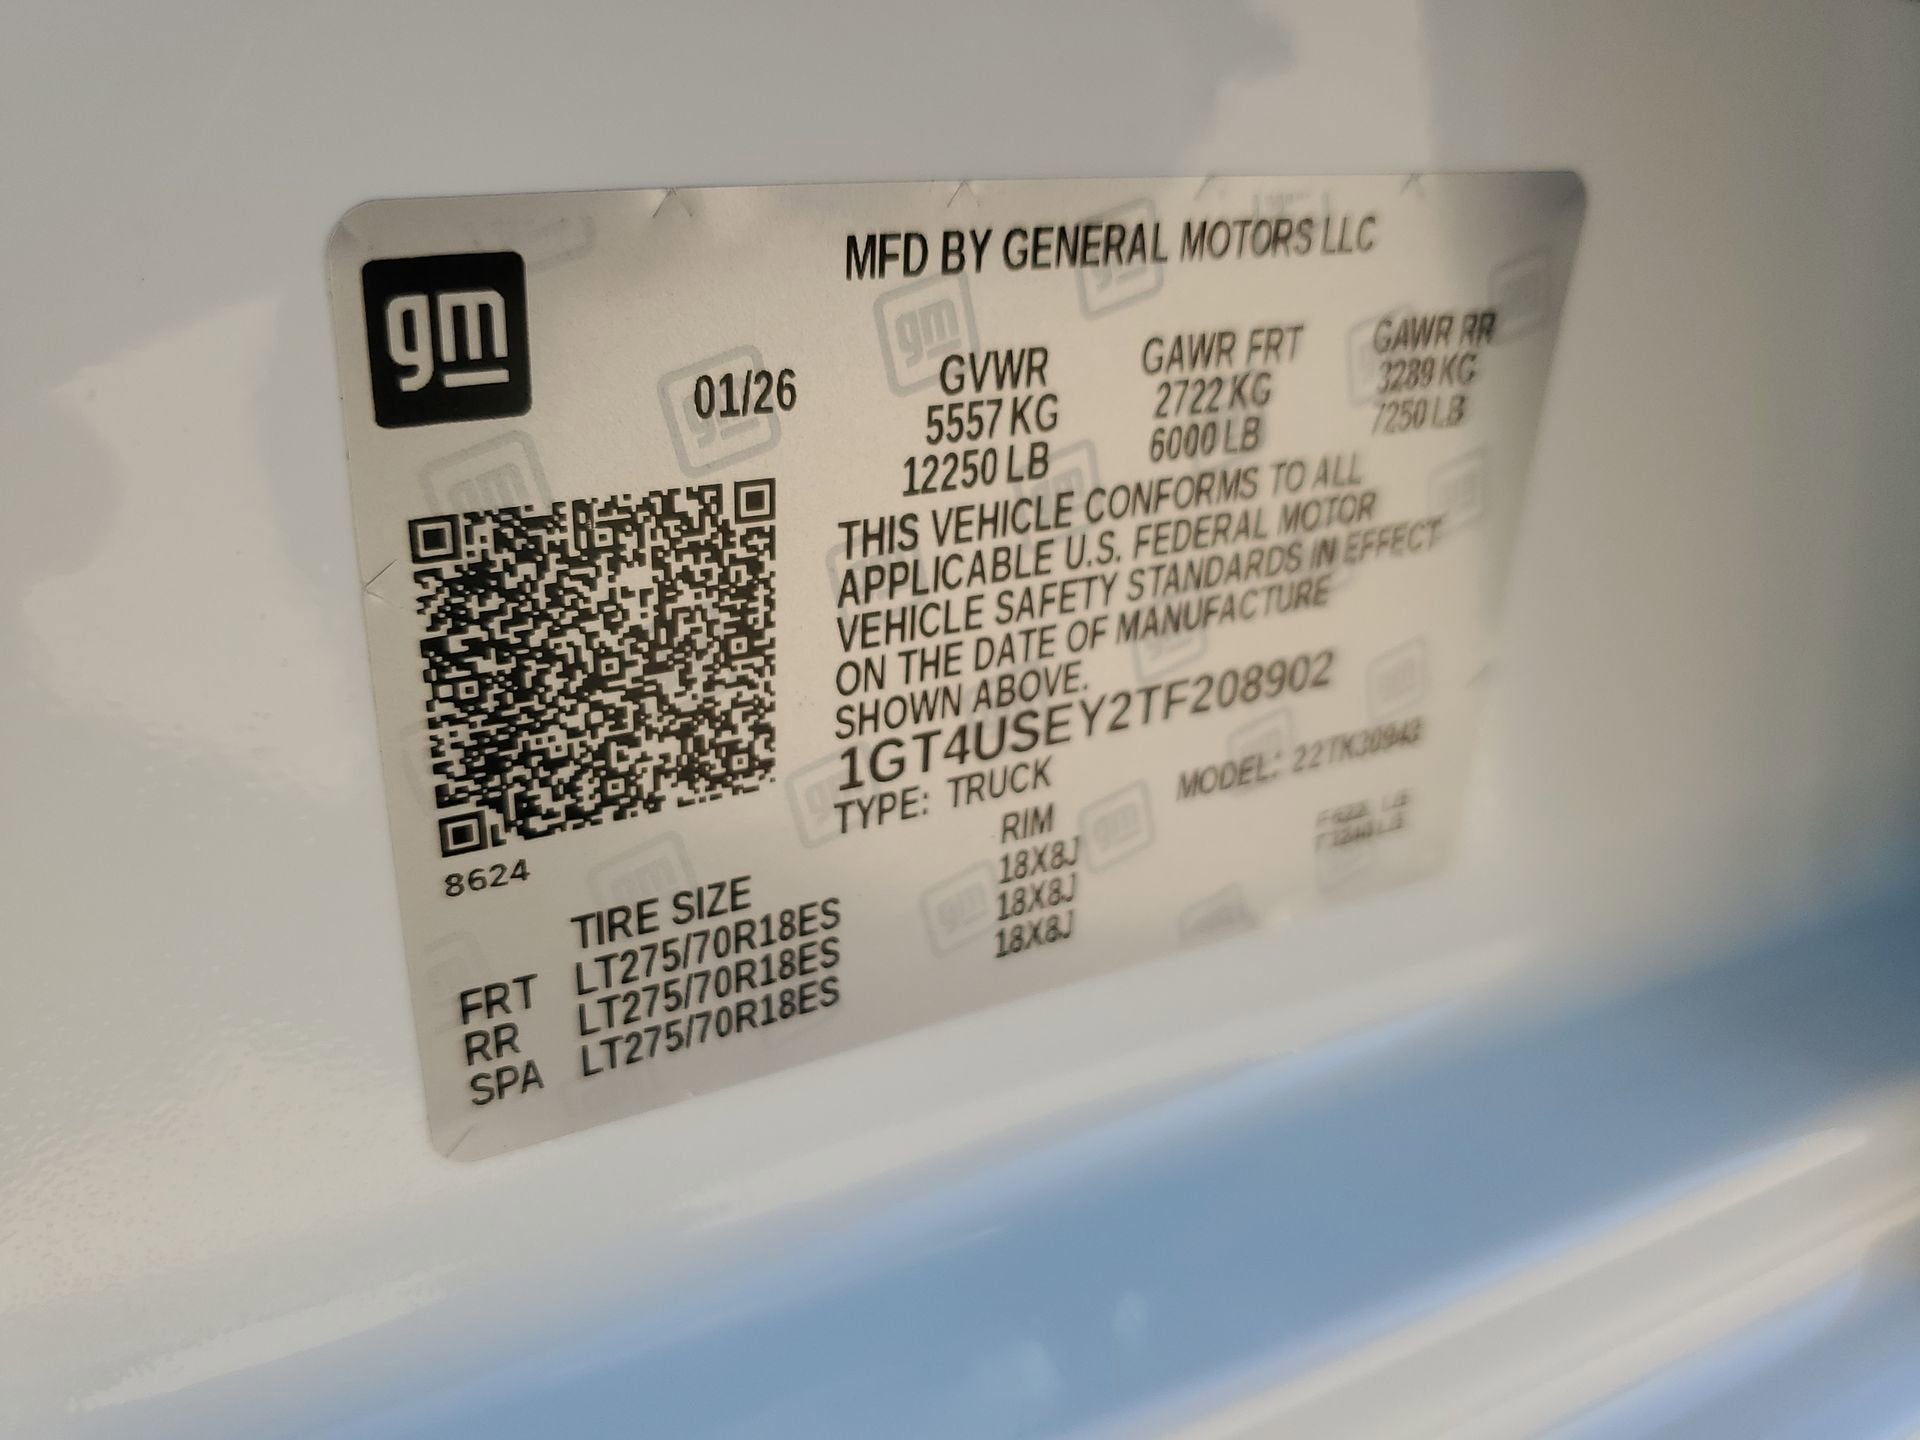 gm
MFD BY GENERAL MOTORS LLC
01/26
GVWR GAWR FRT GAWR RR
5557 KG 2722 KG 3289 KG
12250 LB 6000 LB 7250 LB
THIS VEHICLE CONFORMS TO ALL
APPLICABLE U.S. FEDERAL MOTOR
VEHICLE SAFETY STANDARDS IN EFFECT
ON THE DATE OF MANUFACTURE
SHOWN ABOVE.
1GT4USEY2TF208902
TYPE: TRUCK MODEL:
8624
TIRE SIZE RIM
FRT LT275/70R18ES 18X8J
RR LT275/70R18ES 18X8J
SPA LT275/70R18ES 18X8J